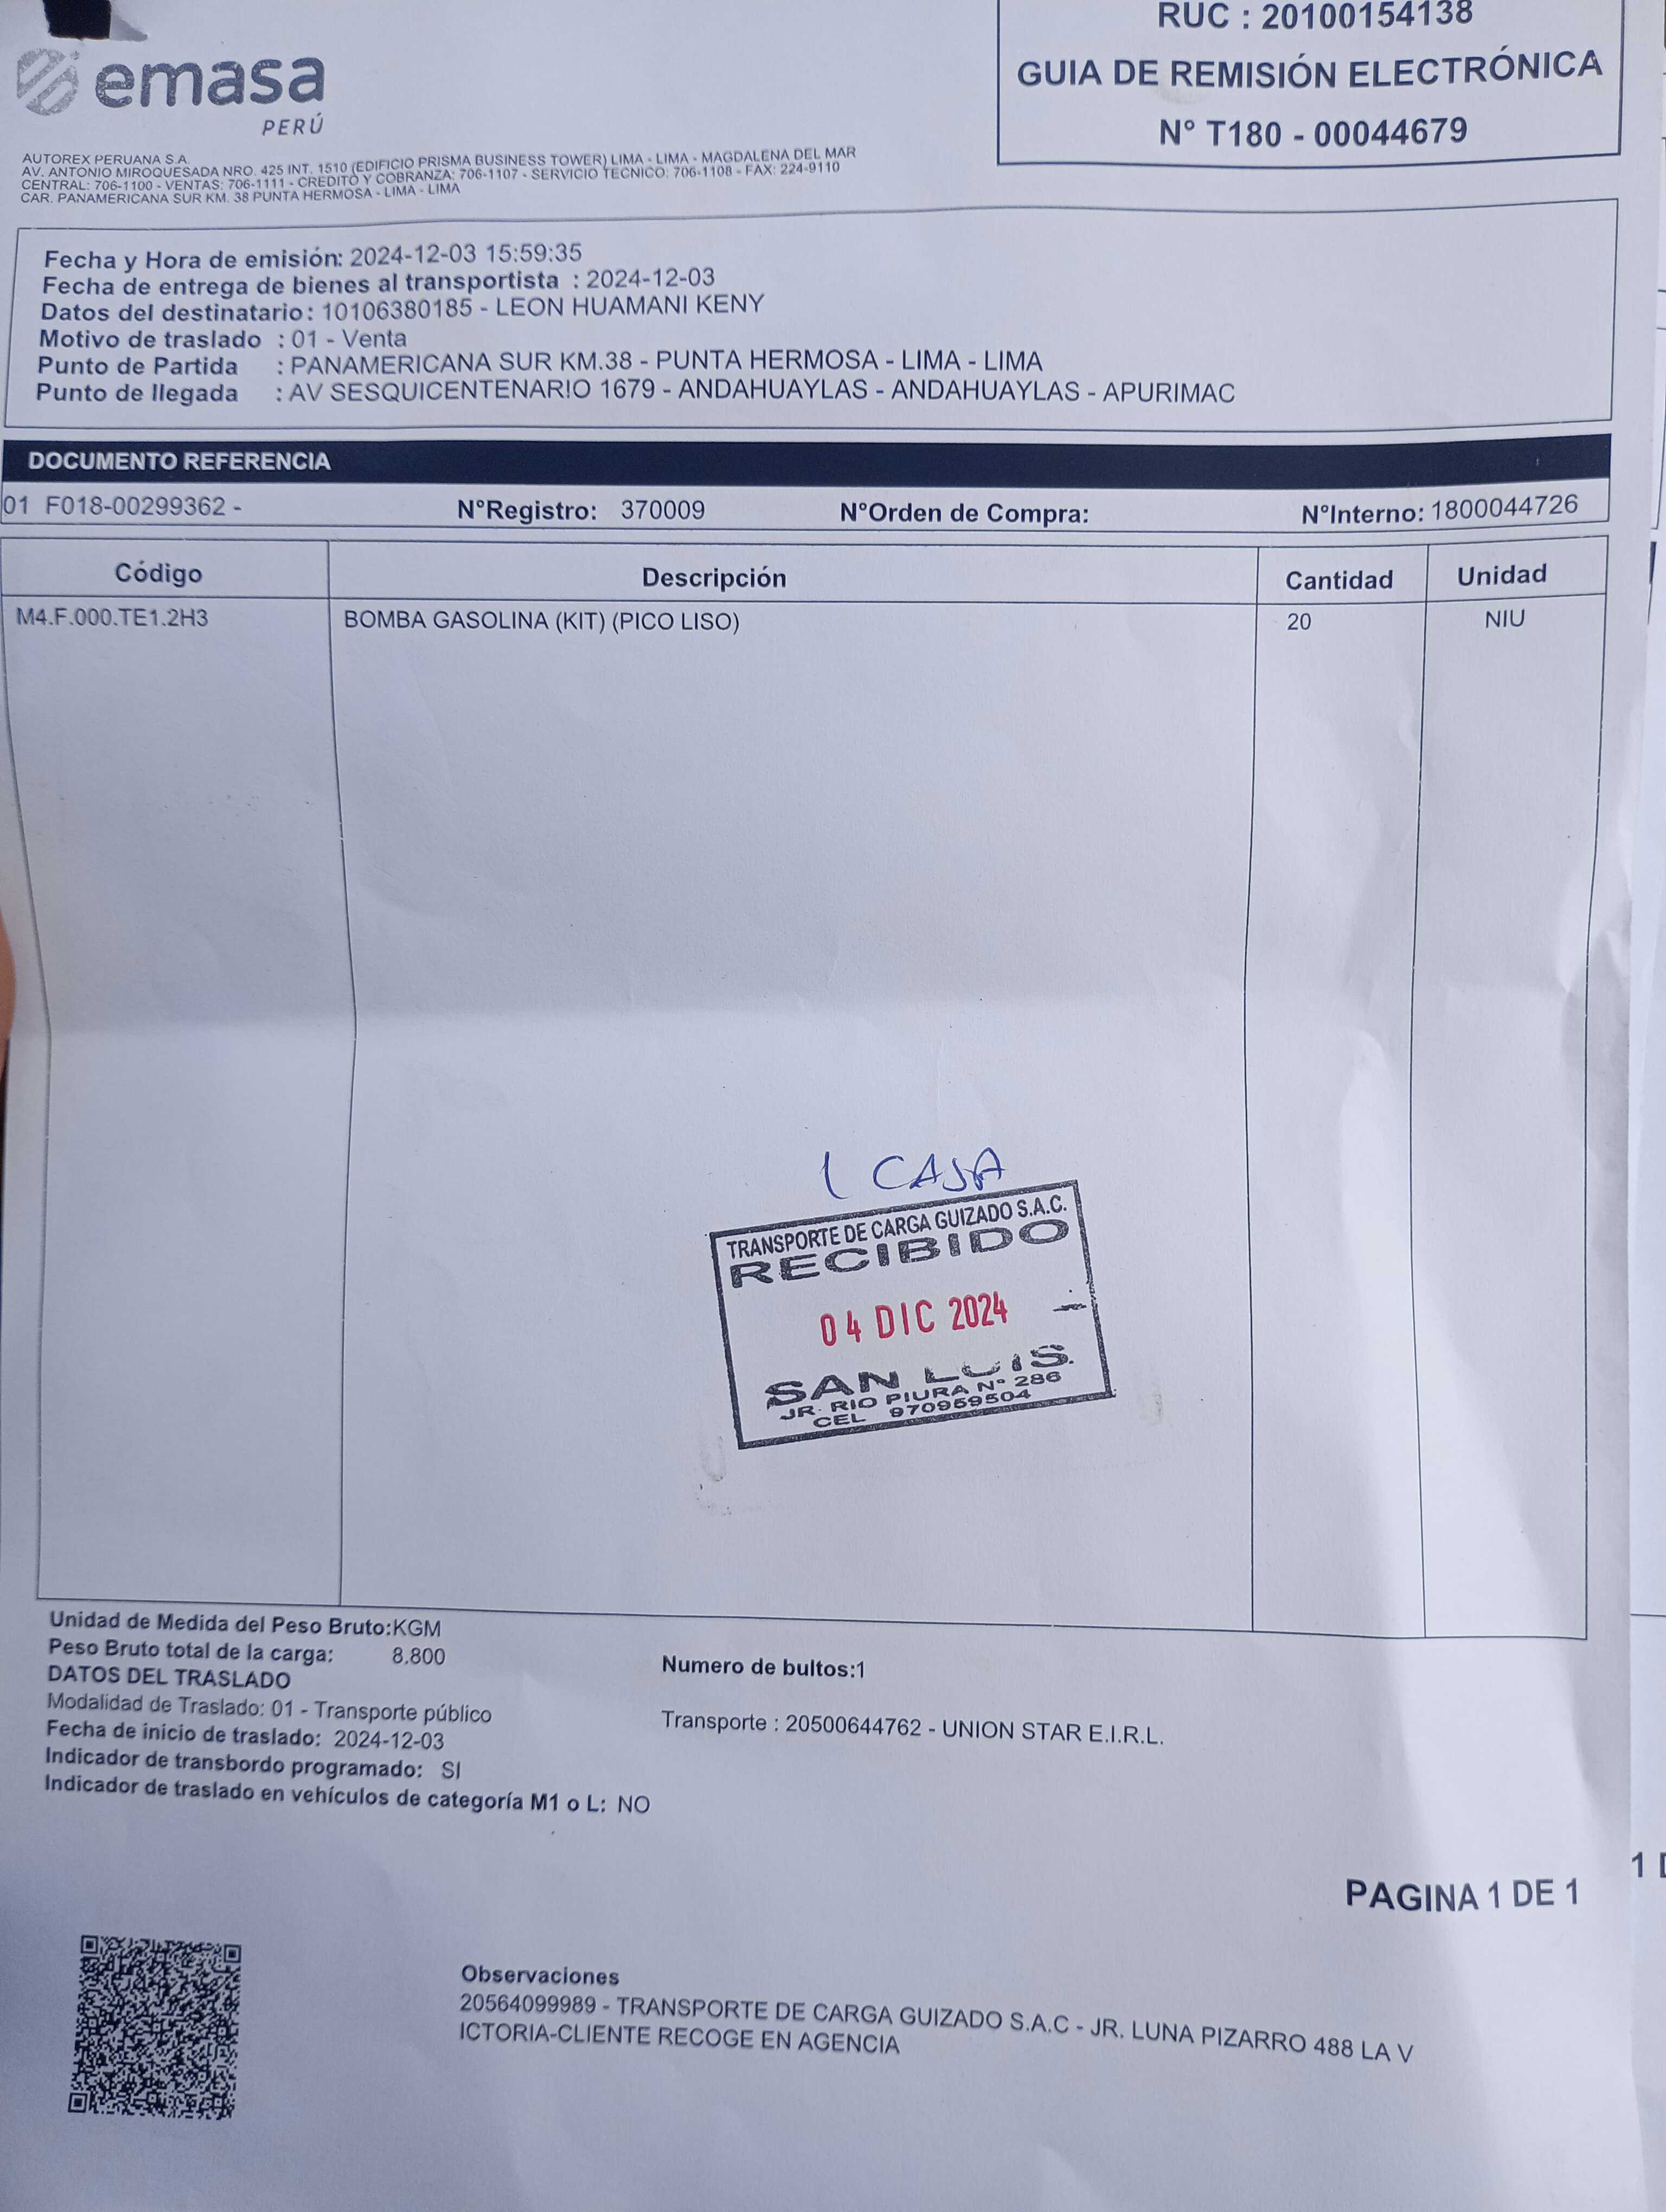 RUC : 20100154138
GUIA DE REMISIÓN ELECTRÓNICA
N° T180 - 00044679
emasa
PERÚ
AUTOREX PERUANA S.A.
AV. ANTONIO MIROQUESADA NRO. 425 INT. 1510 (EDIFICIO PRISMA BUSINESS TOWER) LIMA - LIMA - MAGDALENA DEL MAR
CENTRAL: 706-1100 - VENTAS: 706-1111 - CREDITO Y COBRANZA: 706-1107 - SERVICIO TECNICO: 706-1108 - FAX: 224-9110
CAR. PANAMERICANA SUR KM. 38 PUNTA HERMOSA - LIMA - LIMA
Fecha y Hora de emisión: 2024-12-03 15:59:35
Fecha de entrega de bienes al transportista : 2024-12-03
Datos del destinatario : 10106380185 - LEON HUAMANI KENY
Motivo de traslado : 01 - Venta
Punto de Partida : PANAMERICANA SUR KM.38 - PUNTA HERMOSA - LIMA - LIMA
Punto de llegada : AV SESQUICENTENARIO 1679 - ANDAHUAYLAS - ANDAHUAYLAS - APURIMAC
DOCUMENTO REFERENCIA
01 F018-00299362 - N°Registro: 370009 N°Orden de Compra: N°Interno: 1800044726
Código Descripción Cantidad Unidad
M4.F.000.TE1.2H3 BOMBA GASOLINA (KIT) (PICO LISO) 20 NIU
1 CAJA
TRANSPORTE DE CARGA GUIZADO S.A.C.
RECIBIDO
04 DIC 2024
SAN LUIS.
JR. RIO PIURA N° 286
CEL 970959504
Unidad de Medida del Peso Bruto:KGM
Peso Bruto total de la carga: 8.800
Numero de bultos:1
DATOS DEL TRASLADO
Modalidad de Traslado: 01 - Transporte público
Transporte : 20500644762 - UNION STAR E.I.R.L.
Fecha de inicio de traslado: 2024-12-03
Indicador de transbordo programado: SI
Indicador de traslado en vehículos de categoría M1 o L: NO
PAGINA 1 DE 1
Observaciones
20564099989 - TRANSPORTE DE CARGA GUIZADO S.A.C - JR. LUNA PIZARRO 488 LA V
ICTORIA-CLIENTE RECOGE EN AGENCIA